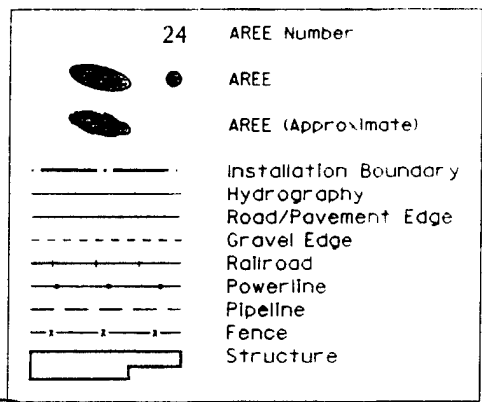 24 AREE Number
AREE
AREE (Approximate)
Installation Boundary
Hydrography
Road/Pavement Edge
Gravel Edge
Railroad
Powerline
Pipeline
Fence
Structure